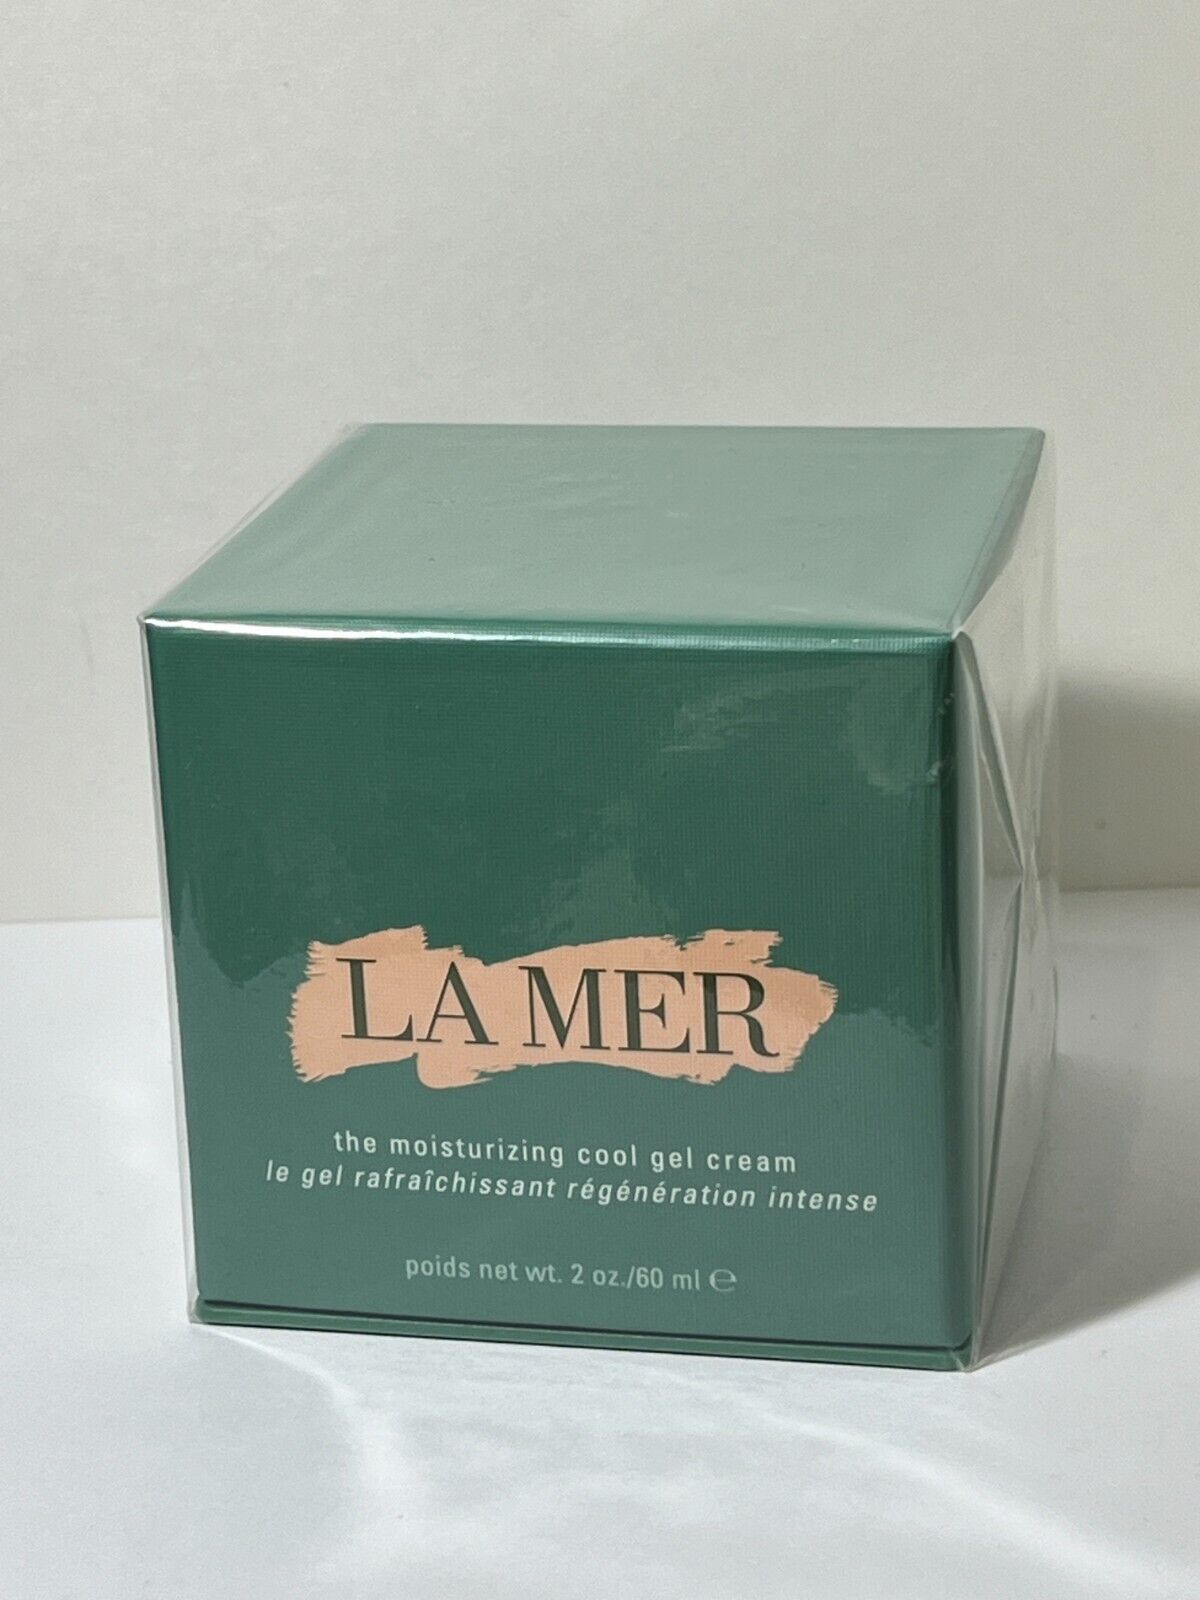 LA MER
the moisturizing cool gel cream
le gel rafraîchissant régénération intense
poids net wt. 2 oz./60 ml ℮